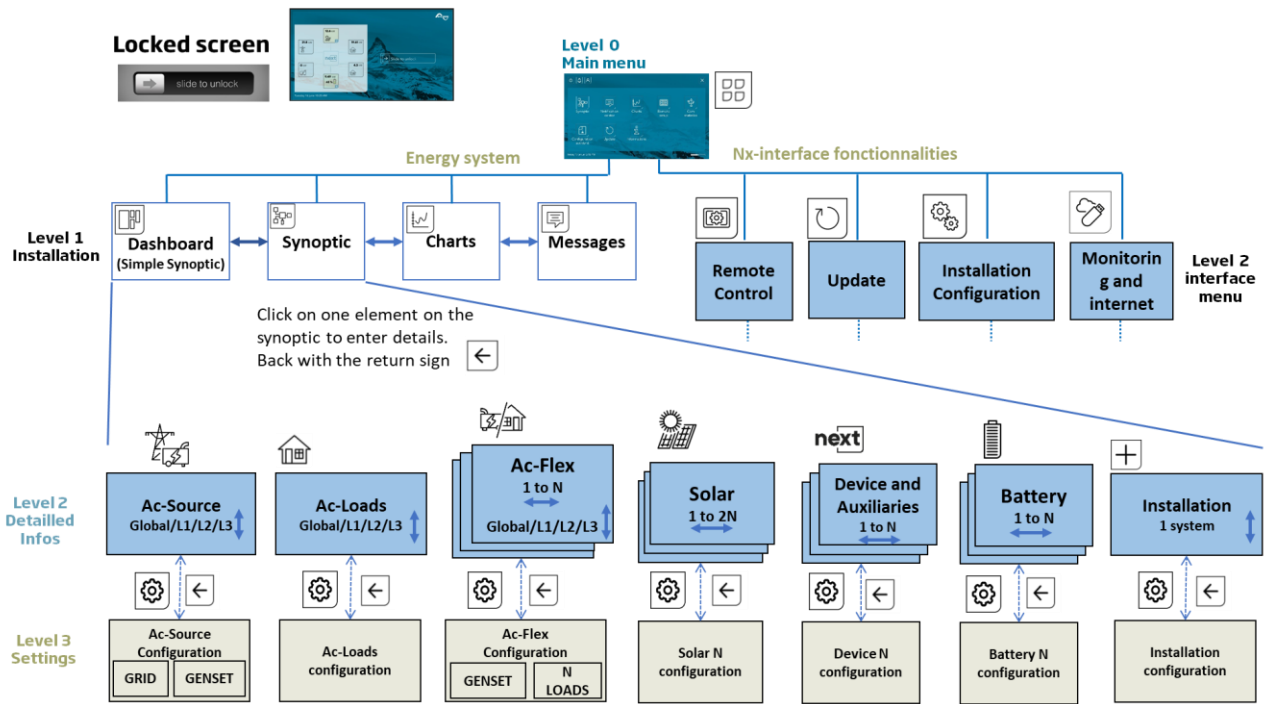 Locked screen
slide to unlock
Level 0
Main menu
Energy system
Nx-interface fonctionnalities
Level 1
Installation
Dashboard
(Simple Synoptic)
Synoptic
Charts
Messages
Remote
Control
Update
Installation
Configuration
Monitorin
g and
internet
Level 2
interface
menu
Click on one element on the
synoptic to enter details.
Back with the return sign
next
Level 2
Detailled
Infos
Ac-Source
Global/L1/L2/L3
Ac-Loads
Global/L1/L2/L3
Ac-Flex
1 to N
Global/L1/L2/L3
Solar
1 to 2N
Device and
Auxiliaries
1 to N
Battery
1 to N
Installation
1 system
Level 3
Settings
Ac-Source
Configuration
GRID
GENSET
Ac-Loads
configuration
Ac-Flex
Configuration
GENSET
N
LOADS
Solar N
configuration
Device N
configuration
Battery N
configuration
Installation
configuration